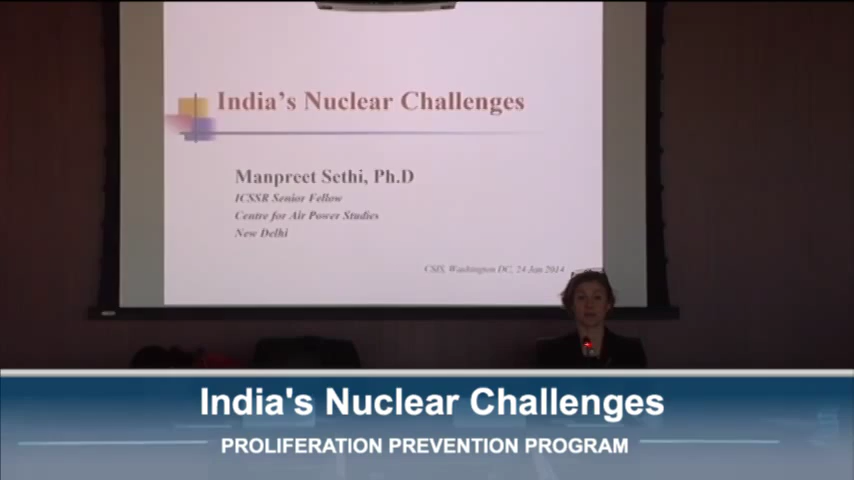 India's Nuclear Challenges
Manpreet Sethi, Ph.D
ICSSR Senior Fellow
Centre for Air Power Studies
New Delhi
CSIS, Washington DC, 24 Jan 2014
India's Nuclear Challenges
PROLIFERATION PREVENTION PROGRAM